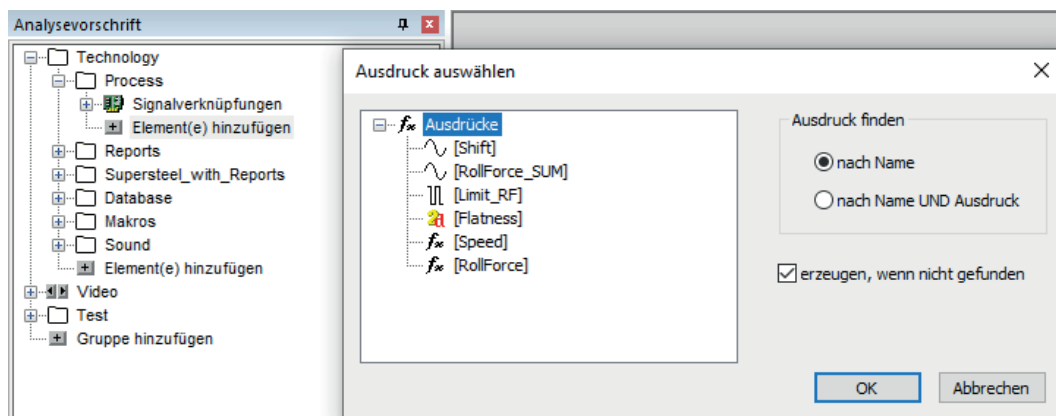 Analysevorschrift
Technology
Process
Signalverknüpfungen
Element(e) hinzufügen
Reports
Supersteel_with_Reports
Database
Makros
Sound
Element(e) hinzufügen
Video
Test
Gruppe hinzufügen
Ausdruck auswählen
Ausdrücke
[Shift]
[RollForce_SUM]
[Limit_RF]
[Flatness]
[Speed]
[RollForce]
Ausdruck finden
nach Name
nach Name UND Ausdruck
erzeugen, wenn nicht gefunden
OK
Abbrechen